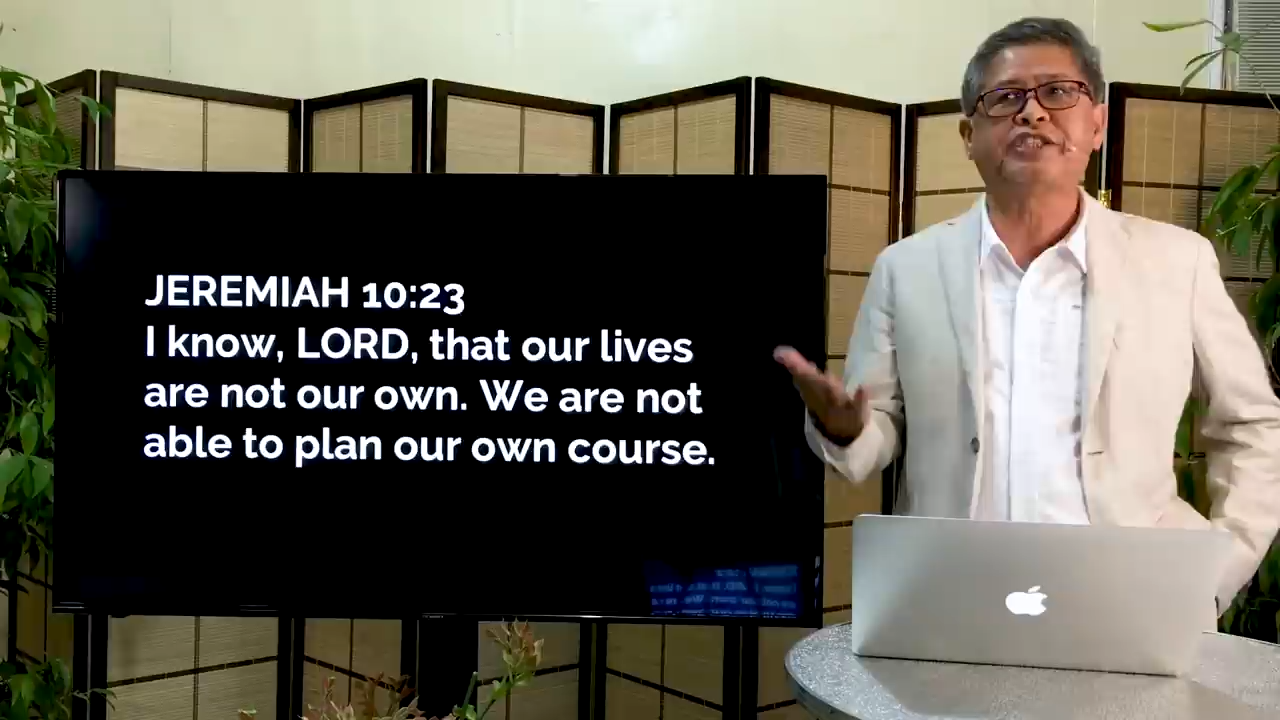 JEREMIAH 10:23
I know, LORD, that our lives
are not our own. We are not
able to plan our own course.